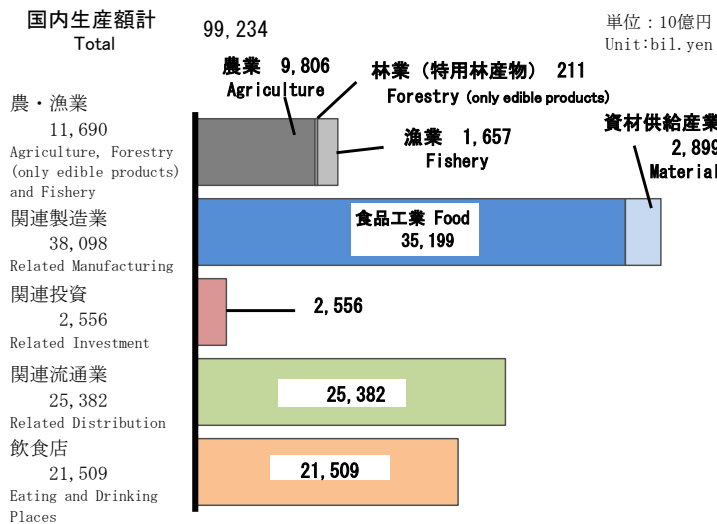 国内生産額計
Total
99,234
単位：10億円
Unit:bil.yen
農業 9,806
Agriculture
林業（特用林産物） 211
Forestry (only edible products)
漁業 1,657
Fishery
資材供給産業
2,899
Material
農・漁業
11,690
Agriculture, Forestry
(only edible products)
and Fishery
関連製造業
38,098
Related Manufacturing
食品工業 Food
35,199
関連投資
2,556
Related Investment
2,556
関連流通業
25,382
Related Distribution
25,382
飲食店
21,509
Eating and Drinking
Places
21,509